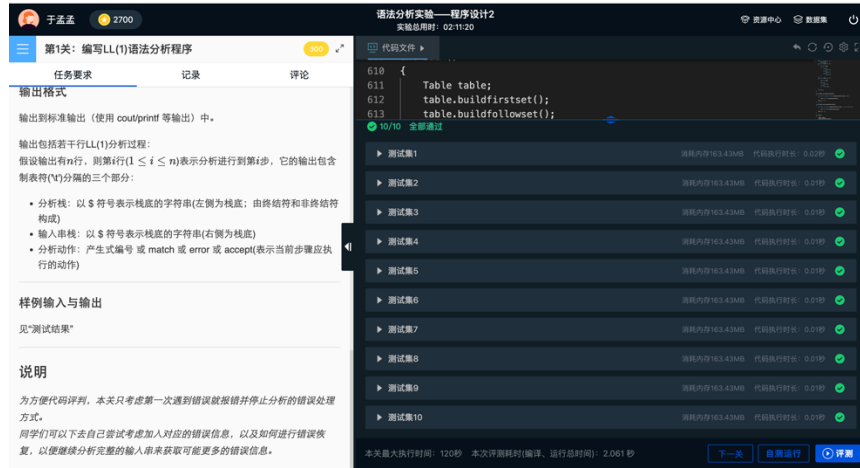 于孟孟
2700
语法分析实验——程序设计2
实验总用时：02:11:20
资源中心
数据集
第1关：编写LL(1)语法分析程序
300
代码文件
任务要求
记录
评论
输出格式
输出到标准输出（使用 cout/printf 等输出）中。
输出包括若干行LL(1)分析过程：
假设输出有n行，则第i行(1 ≤ i ≤ n)表示分析进行到第i步，它的输出包含
制表符('\t')分隔的三个部分：
• 分析栈：以 $ 符号表示栈底的字符串(左侧为栈底；由终结符和非终结符
构成)
• 输入串栈：以 $ 符号表示栈底的字符串(右侧为栈底)
• 分析动作：产生式编号 或 match 或 error 或 accept(表示当前步骤应执
行的动作)
样例输入与输出
见“测试结果”
说明
为方便代码评判，本关只考虑第一次遇到错误就报错并停止分析的错误处理
方式。
同学们可以下去自己尝试考虑加入对应的错误信息，以及如何进行错误恢
复，以便继续分析完整的输入串来获取可能更多的错误信息。
610 {
611 Table table;
612 table.buildfirstset();
613 table.buildfollowset();
10/10 全部通过
测试集1 消耗内存163.43MB 代码执行时长：0.02秒
测试集2 消耗内存163.43MB 代码执行时长：0.01秒
测试集3 消耗内存163.43MB 代码执行时长：0.01秒
测试集4 消耗内存163.43MB 代码执行时长：0.01秒
测试集5 消耗内存163.43MB 代码执行时长：0.01秒
测试集6 消耗内存163.43MB 代码执行时长：0.01秒
测试集7 消耗内存163.43MB 代码执行时长：0.01秒
测试集8 消耗内存163.43MB 代码执行时长：0.01秒
测试集9 消耗内存163.43MB 代码执行时长：0.01秒
测试集10 消耗内存163.43MB 代码执行时长：0.01秒
本关最大执行时间：120秒 本次评测耗时(编译、运行总时间)：2.061 秒
下一关
自测运行
评测